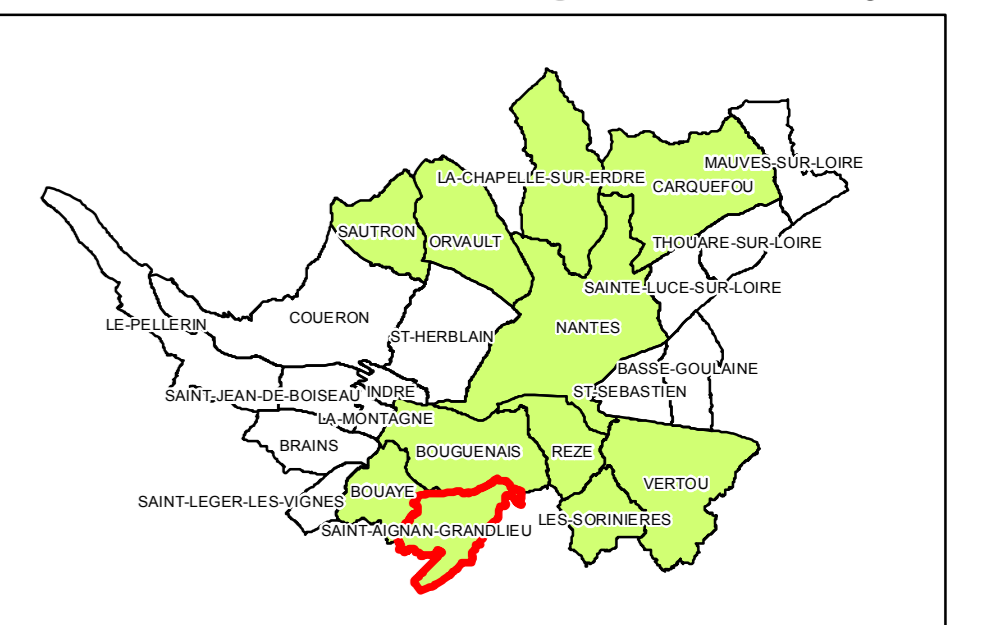 MAUVES-SUR-LOIRE
LA-CHAPELLE-SUR-ERDRE
CARQUEFOU
SAUTRON
ORVAULT
THOUARE-SUR-LOIRE
SAINTE-LUCE-SUR-LOIRE
COUERON
LE-PELLERIN
NANTES
ST-HERBLAIN
BASSE-GOULAINE
SAINT-JEAN-DE-BOISEAU
INDRE
ST-SEBASTIEN
LA-MONTAGNE
BRAINS
BOUGUENAIS
REZE
VERTOU
BOUAYE
SAINT-LEGER-LES-VIGNES
LES-SORINIERES
SAINT-AIGNAN-GRANDLIEU